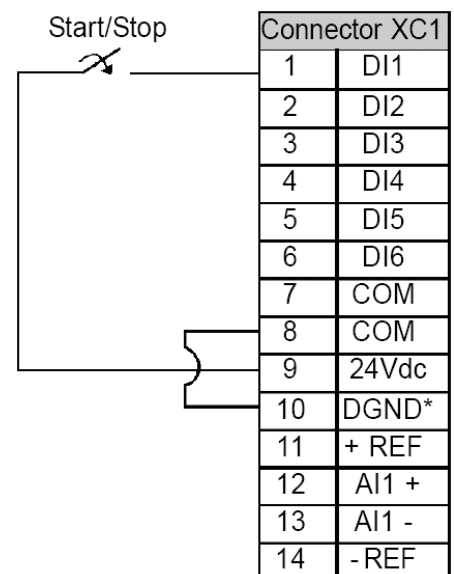 Start/Stop
Connector XC1
1 DI1
2 DI2
3 DI3
4 DI4
5 DI5
6 DI6
7 COM
8 COM
9 24Vdc
10 DGND*
11 + REF
12 AI1 +
13 AI1 -
14 - REF